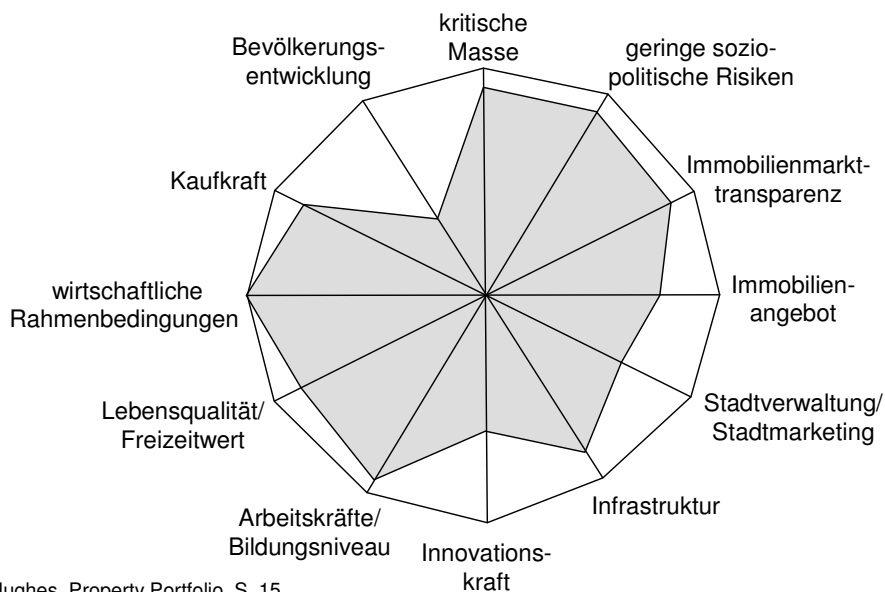 kritische
Masse
geringe sozio-
politische Risiken
Immobilienmarkt-
transparenz
Immobilien-
angebot
Stadtverwaltung/
Stadtmarketing
Infrastruktur
Innovations-
kraft
Arbeitskräfte/
Bildungsniveau
Lebensqualität/
Freizeitwert
wirtschaftliche
Rahmenbedingungen
Kaufkraft
Bevölkerungs-
entwicklung
Property Portfolio, S. 15